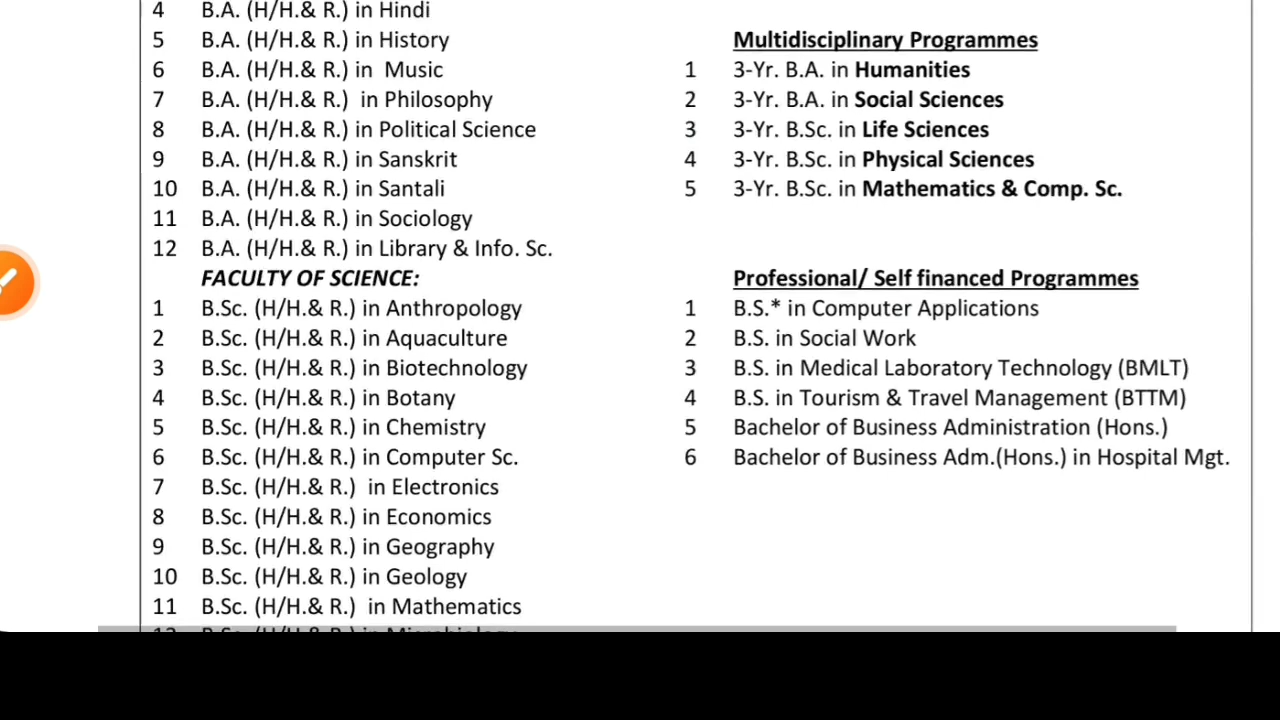 4 B.A. (H/H.& R.) in Hindi
5 B.A. (H/H.& R.) in History
6 B.A. (H/H.& R.) in Music
7 B.A. (H/H.& R.) in Philosophy
8 B.A. (H/H.& R.) in Political Science
9 B.A. (H/H.& R.) in Sanskrit
10 B.A. (H/H.& R.) in Santali
11 B.A. (H/H.& R.) in Sociology
12 B.A. (H/H.& R.) in Library & Info. Sc.
FACULTY OF SCIENCE:
1 B.Sc. (H/H.& R.) in Anthropology
2 B.Sc. (H/H.& R.) in Aquaculture
3 B.Sc. (H/H.& R.) in Biotechnology
4 B.Sc. (H/H.& R.) in Botany
5 B.Sc. (H/H.& R.) in Chemistry
6 B.Sc. (H/H.& R.) in Computer Sc.
7 B.Sc. (H/H.& R.) in Electronics
8 B.Sc. (H/H.& R.) in Economics
9 B.Sc. (H/H.& R.) in Geography
10 B.Sc. (H/H.& R.) in Geology
11 B.Sc. (H/H.& R.) in Mathematics
12 B.Sc. (H/H.& R.) in Microbiology
Multidisciplinary Programmes
1 3-Yr. B.A. in Humanities
2 3-Yr. B.A. in Social Sciences
3 3-Yr. B.Sc. in Life Sciences
4 3-Yr. B.Sc. in Physical Sciences
5 3-Yr. B.Sc. in Mathematics & Comp. Sc.
Professional/ Self financed Programmes
1 B.S.* in Computer Applications
2 B.S. in Social Work
3 B.S. in Medical Laboratory Technology (BMLT)
4 B.S. in Tourism & Travel Management (BTTM)
5 Bachelor of Business Administration (Hons.)
6 Bachelor of Business Adm.(Hons.) in Hospital Mgt.